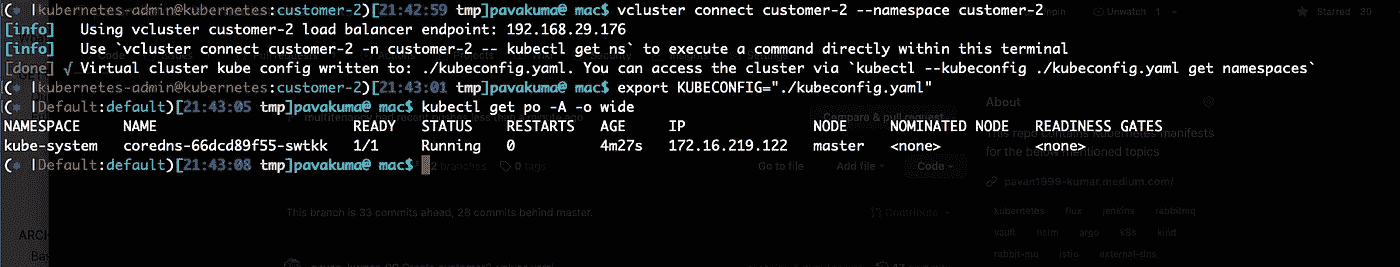 (⎈ |kubernetes-admin@kubernetes:customer-2)[21:42:59 tmp]pavakuma@ mac$ vcluster connect customer-2 --namespace customer-2
[info]   Using vcluster customer-2 load balancer endpoint: 192.168.29.176
[info]   Use `vcluster connect customer-2 -n customer-2 -- kubectl get ns` to execute a command directly within this terminal
[done] √ Virtual cluster kube config written to: ./kubeconfig.yaml. You can access the cluster via `kubectl --kubeconfig ./kubeconfig.yaml get namespaces`
(⎈ |kubernetes-admin@kubernetes:customer-2)[21:43:01 tmp]pavakuma@ mac$ export KUBECONFIG="./kubeconfig.yaml"
(⎈ |Default:default)[21:43:05 tmp]pavakuma@ mac$ kubectl get po -A -o wide
NAMESPACE     NAME                       READY   STATUS    RESTARTS   AGE     IP               NODE     NOMINATED NODE   READINESS GATES
kube-system   coredns-66dcd89f55-swtkk   1/1     Running   0          4m27s   172.16.219.122   master   <none>           <none>
(⎈ |Default:default)[21:43:08 tmp]pavakuma@ mac$
Unwatch 1
Starred 30
Security
About
Compare & pull request
This repo contains Kubernetes manifests
for the below mentioned topics
2 branches
0 tags
Go to file
Add file
Code
pavan1999-kumar.medium.com/
This branch is 33 commits ahead, 28 commits behind master.
Contribute
kubernetes flux jenkins rabbitmq
vault helm argo k8s kind
rabbit-mq istio external-dns